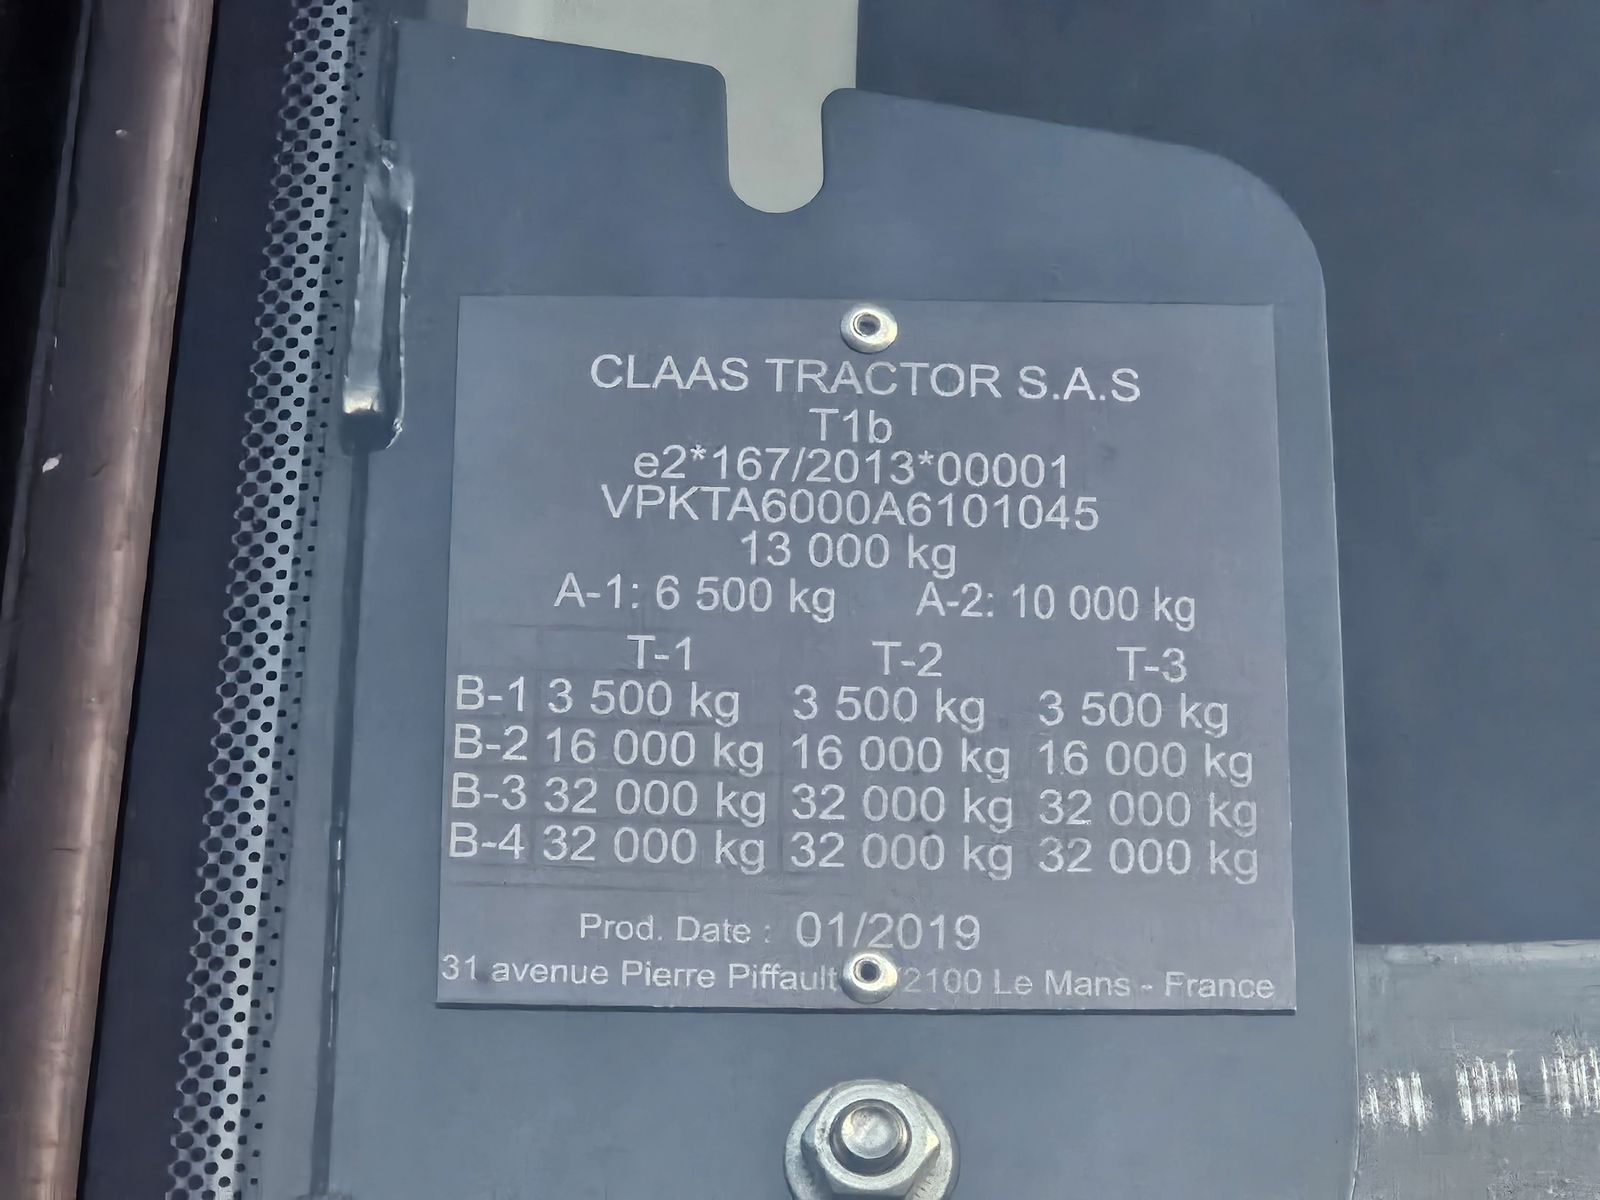 CLAAS TRACTOR S.A.S
T1b
e2*167/2013*00001
VPKTA6000A6101045
13 000 kg
A-1: 6 500 kg A-2: 10 000 kg
T-1 T-2 T-3
B-1 3 500 kg 3 500 kg 3 500 kg
B-2 16 000 kg 16 000 kg 16 000 kg
B-3 32 000 kg 32 000 kg 32 000 kg
B-4 32 000 kg 32 000 kg 32 000 kg
Prod. Date : 01/2019
31 avenue Pierre Piffault Le Mans - France